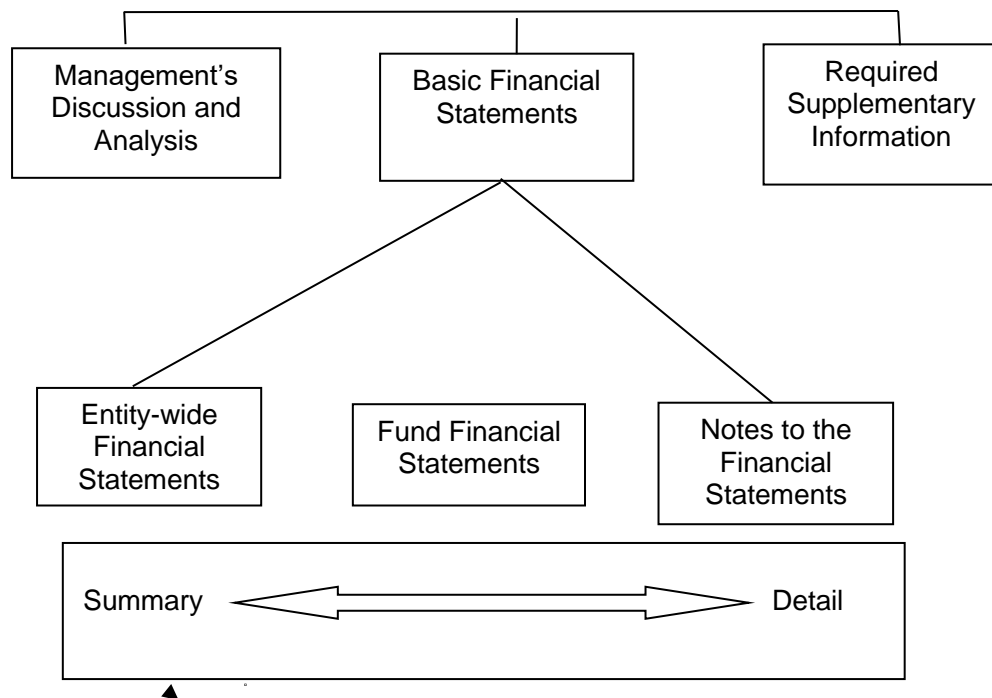 Management’s
Discussion and
Analysis
Basic Financial
Statements
Required
Supplementary
Information
Entity-wide
Financial
Statements
Fund Financial
Statements
Notes to the
Financial
Statements
Summary
Detail